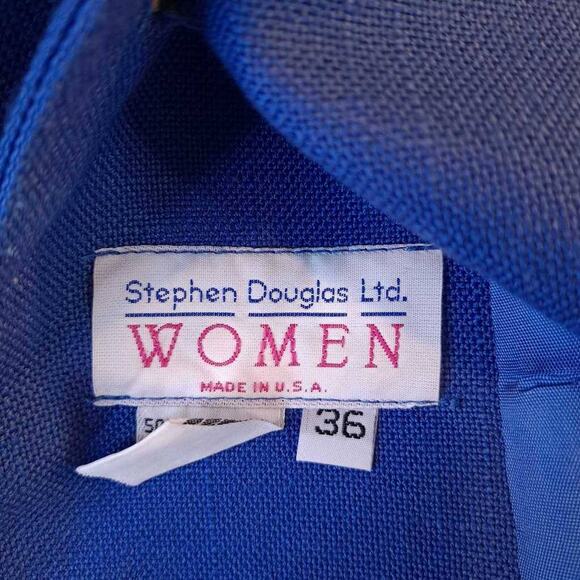 Stephen Douglas Ltd.
WOMEN
MADE IN U.S.A.
36